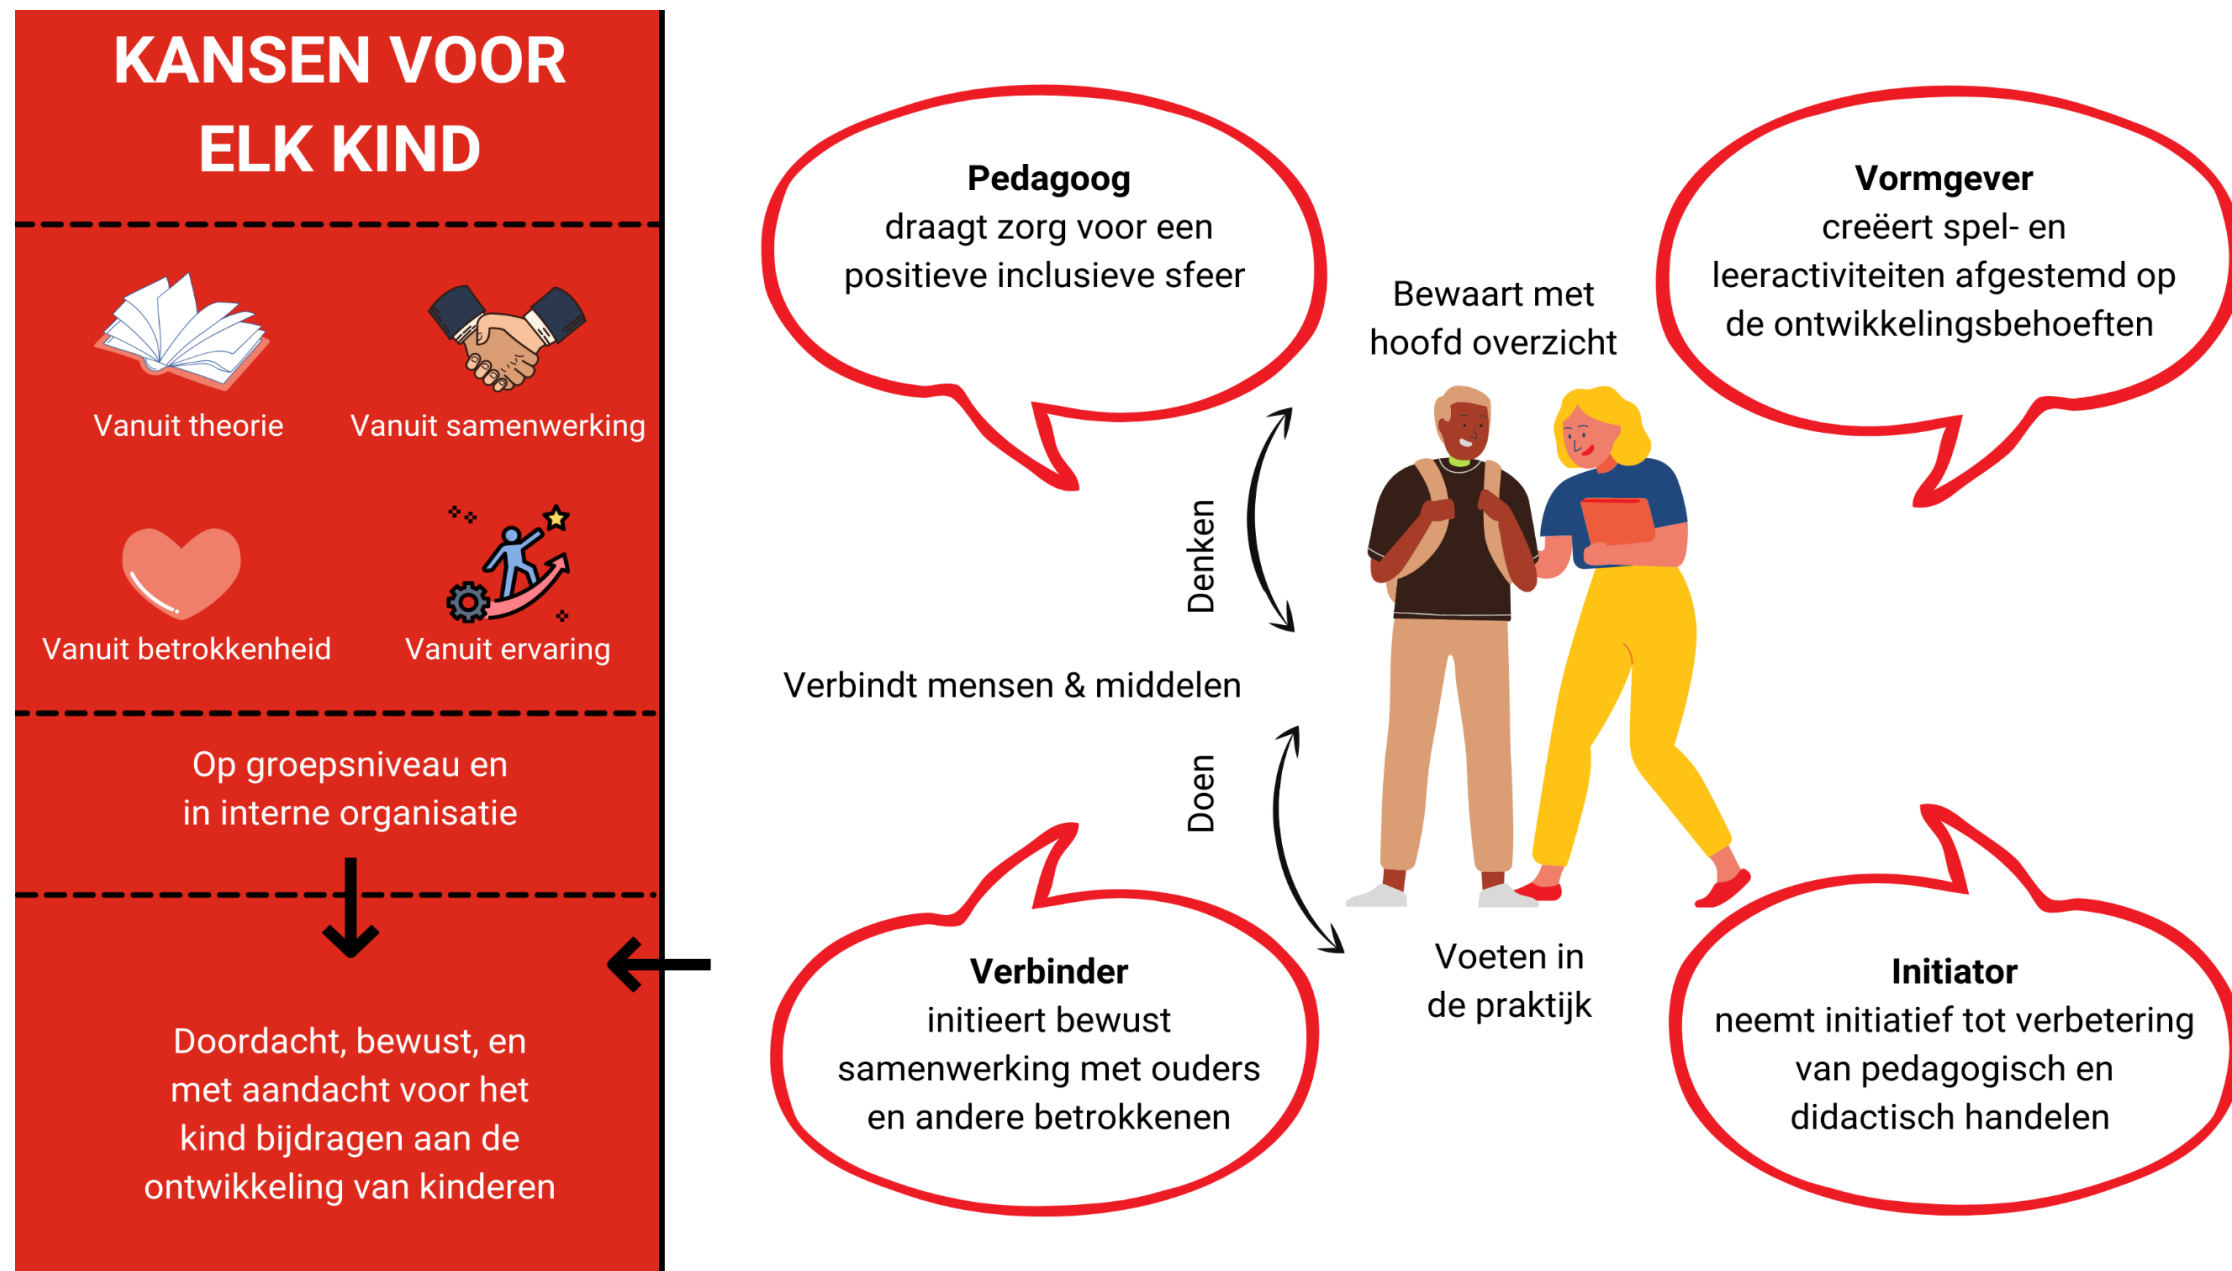 KANSEN VOOR
ELK KIND
Vanuit theorie
Vanuit samenwerking
Vanuit betrokkenheid
Vanuit ervaring
Op groepsniveau en
in interne organisatie
Doordacht, bewust, en
met aandacht voor het
kind bijdragen aan de
ontwikkeling van kinderen
Pedagoog
draagt zorg voor een
positieve inclusieve sfeer
Bewaart met
hoofd overzicht
Vormgever
creëert spel- en
leeractiviteiten afgestemd op
de ontwikkelingsbehoeften
Denken
Verbindt mensen & middelen
Doen
Verbinder
initieert bewust
samenwerking met ouders
en andere betrokkenen
Voeten in
de praktijk
Initiator
neemt initiatief tot verbetering
van pedagogisch en
didactisch handelen